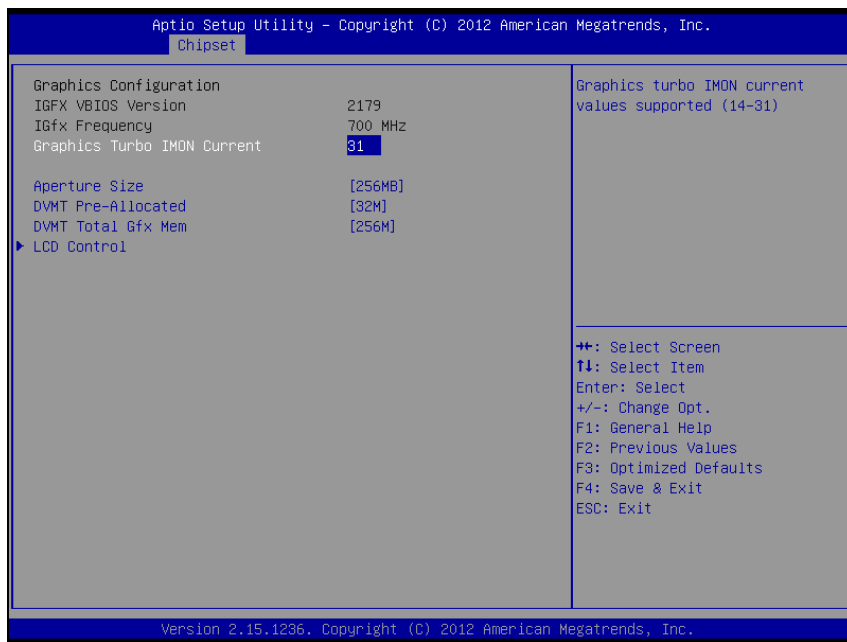 Aptio Setup Utility – Copyright (C) 2012 American Megatrends, Inc.
Chipset
Graphics Configuration
IGFX VBIOS Version 2179
IGfx Frequency 700 MHz
Graphics Turbo IMON Current 31
Aperture Size [256MB]
DVMT Pre-Allocated [32M]
DVMT Total Gfx Mem [256M]
LCD Control
Graphics turbo IMON current
values supported (14-31)
→←: Select Screen
↑↓: Select Item
Enter: Select
+/-: Change Opt.
F1: General Help
F2: Previous Values
F3: Optimized Defaults
F4: Save & Exit
ESC: Exit
Version 2.15.1236. Copyright (C) 2012 American Megatrends, Inc.